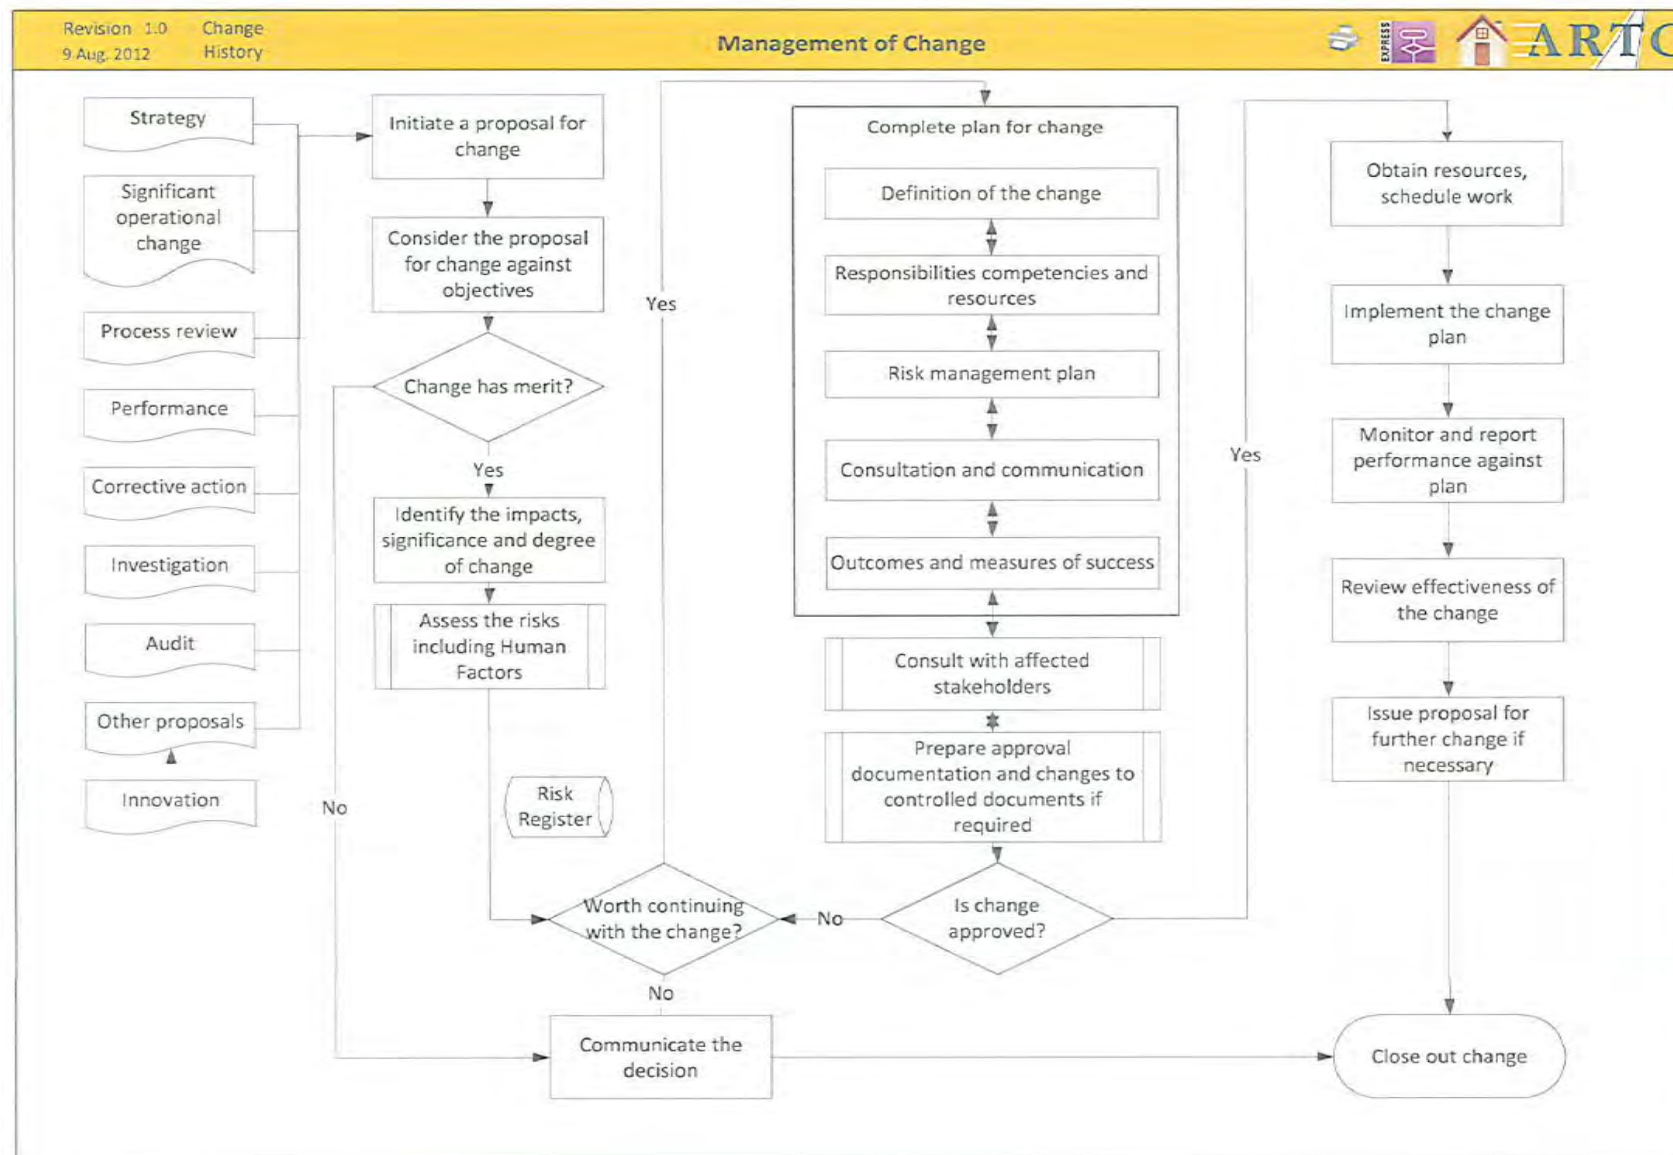 Revision 1.0 Change
9 Aug. 2012 History
Management of Change
EXPRESS
ARTC
Strategy
Significant
operational
change
Process review
Performance
Corrective action
Investigation
Audit
Other proposals
Innovation
Initiate a proposal for
change
Consider the proposal
for change against
objectives
Change has merit?
Yes
Identify the impacts,
significance and degree
of change
Assess the risks
including Human
Factors
No
Risk
Register
Worth continuing
with the change?
No
Communicate the
decision
Yes
Complete plan for change
Definition of the change
Responsibilities competencies and
resources
Risk management plan
Consultation and communication
Outcomes and measures of success
Consult with affected
stakeholders
Prepare approval
documentation and changes to
controlled documents if
required
Is change
approved?
No
Yes
Obtain resources,
schedule work
Implement the change
plan
Monitor and report
performance against
plan
Review effectiveness of
the change
Issue proposal for
further change if
necessary
Close out change